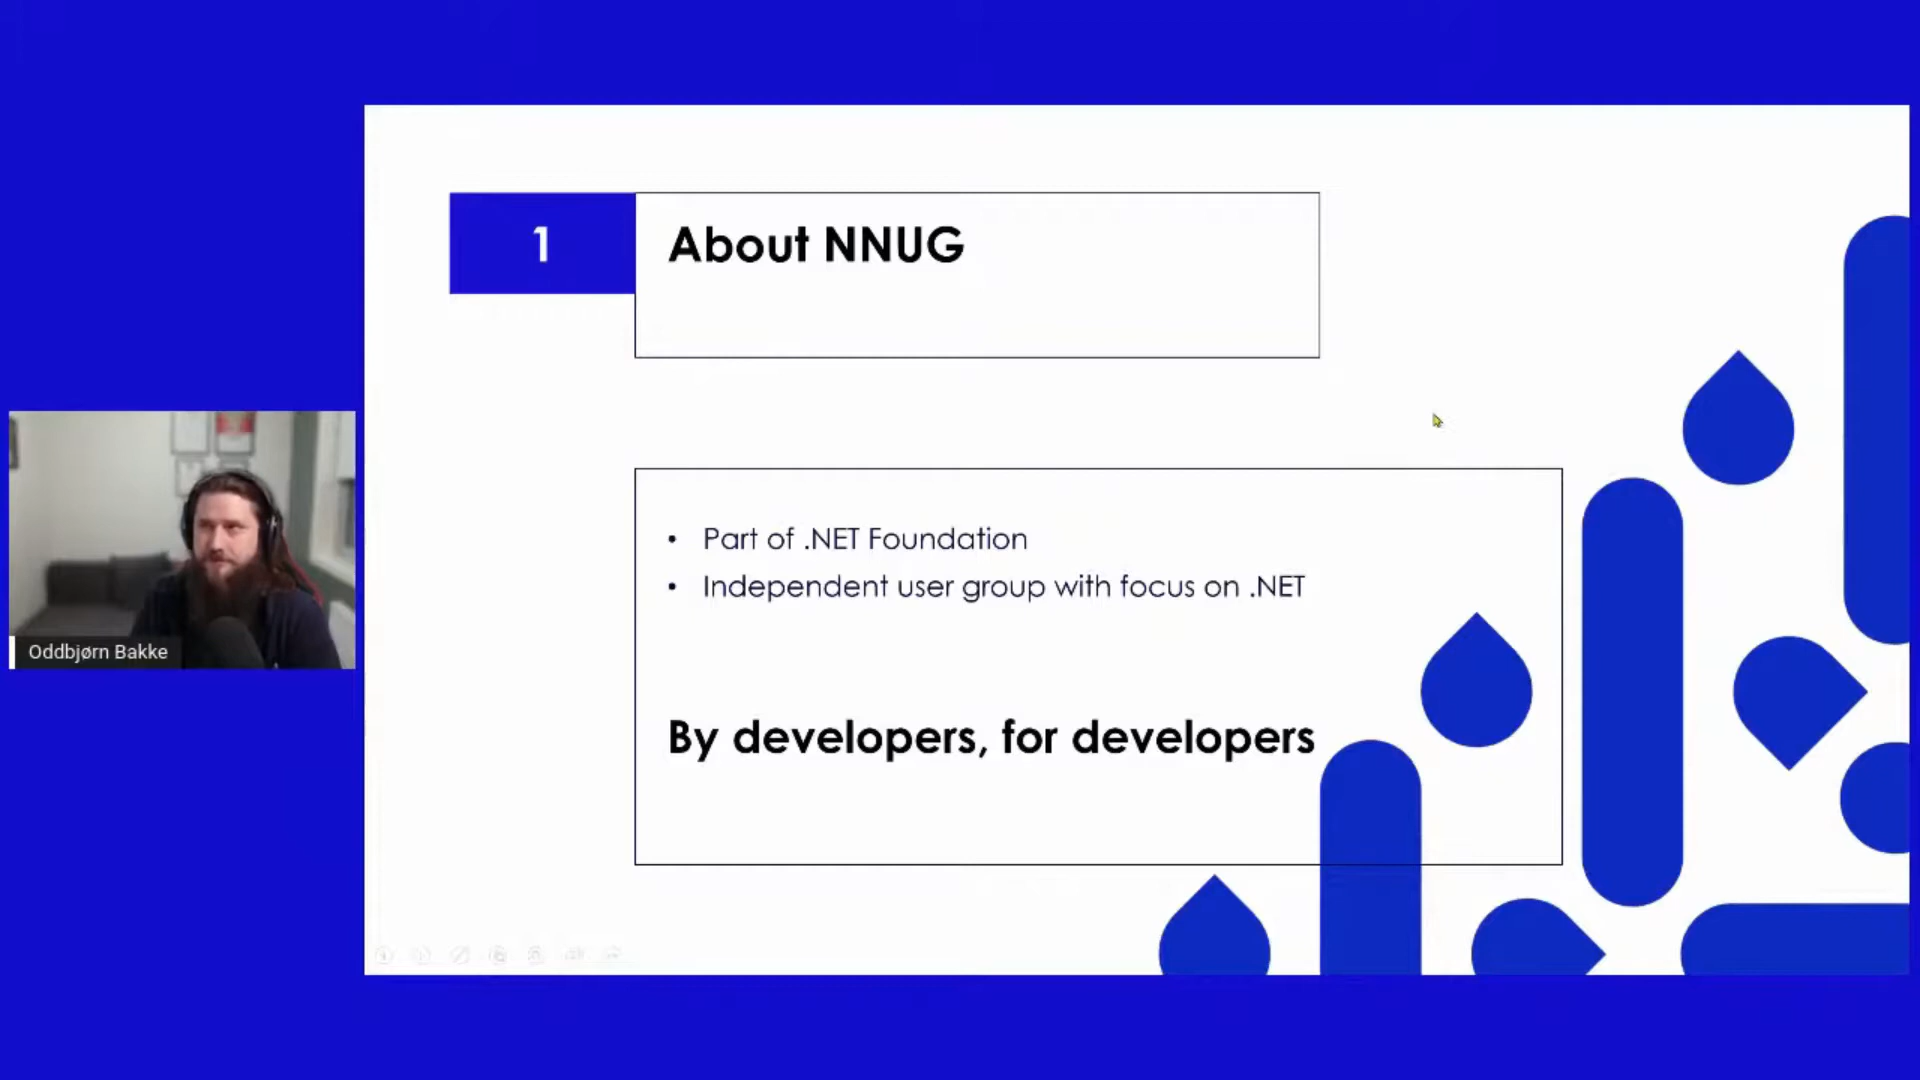 1
About NNUG
• Part of .NET Foundation
• Independent user group with focus on .NET
By developers, for developers
Oddbjørn Bakke